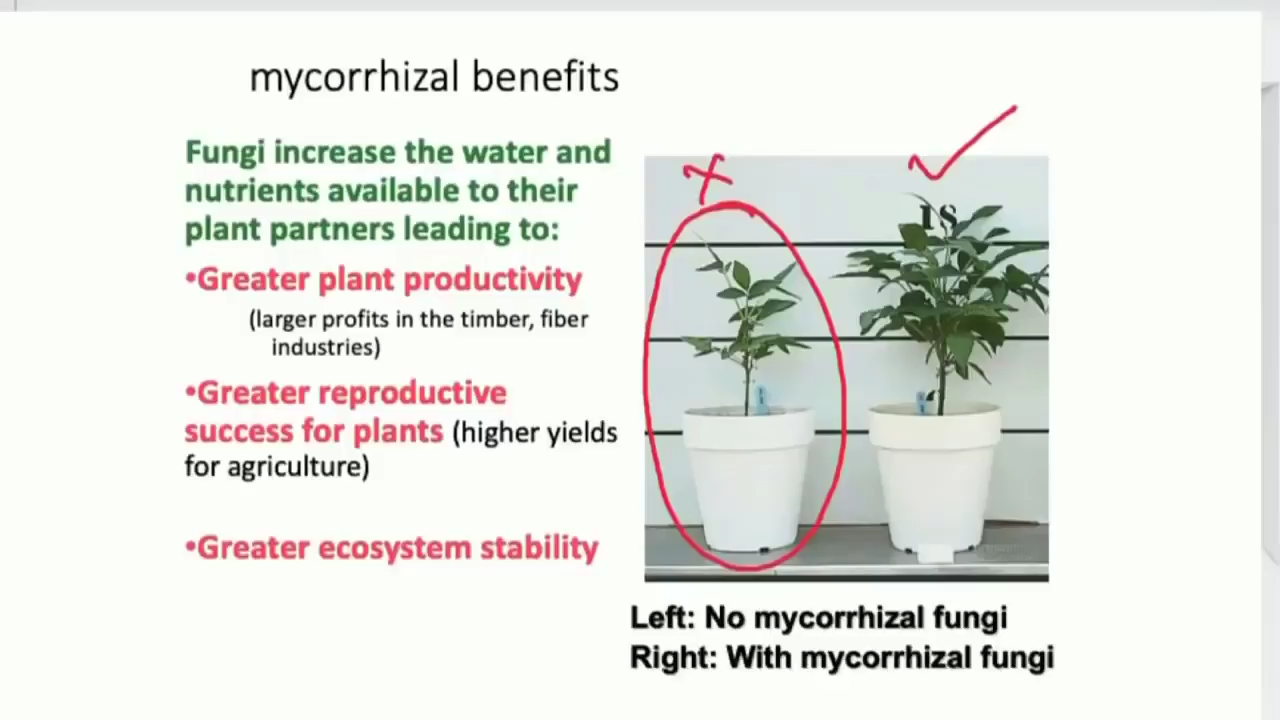 mycorrhizal benefits
Fungi increase the water and
nutrients available to their
plant partners leading to:
•Greater plant productivity
(larger profits in the timber, fiber
industries)
•Greater reproductive
success for plants (higher yields
for agriculture)
•Greater ecosystem stability
18
Left: No mycorrhizal fungi
Right: With mycorrhizal fungi